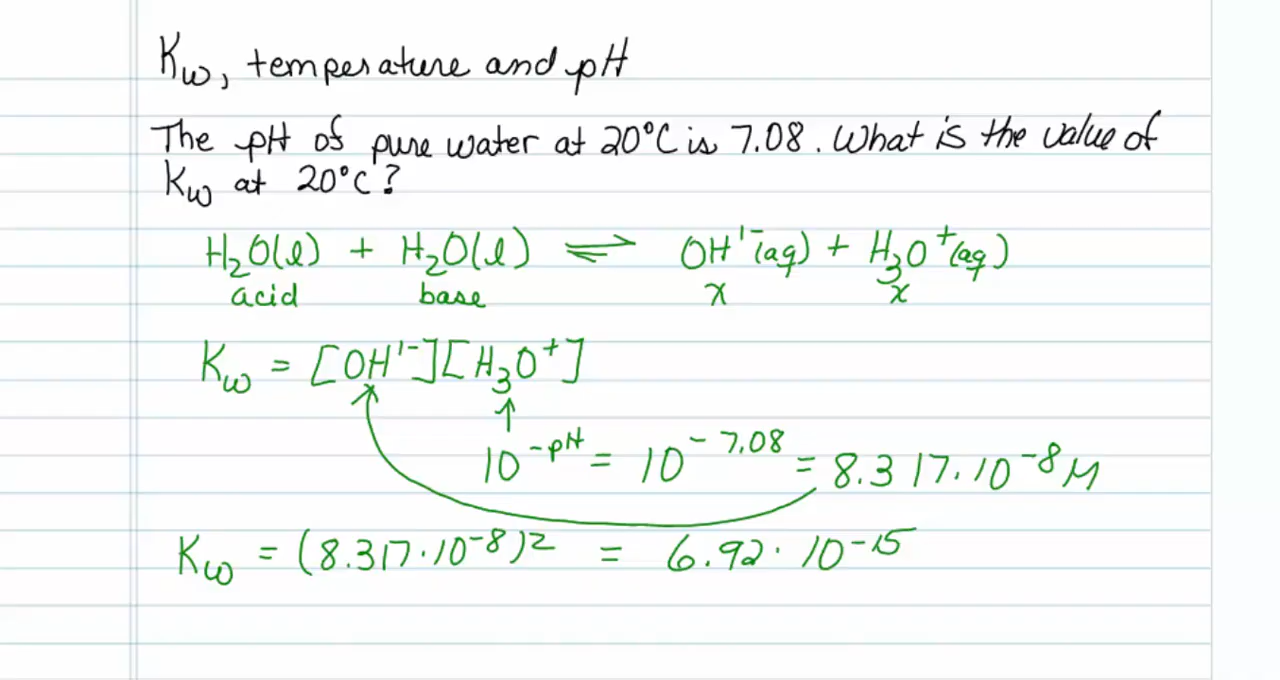 Kw, temperature and pH
The pH of pure water at 20°C is 7.08. What is the value of
Kw at 20°C?
H₂O(l) + H₂O(l) ⇌ OH¹⁻(aq) + H₃O⁺(aq)
acid base x x
Kw = [OH¹⁻][H₃O⁺]
10^-pH = 10^-7.08 = 8.317·10⁻⁸ M
Kw = (8.317·10⁻⁸)² = 6.92·10⁻¹⁵